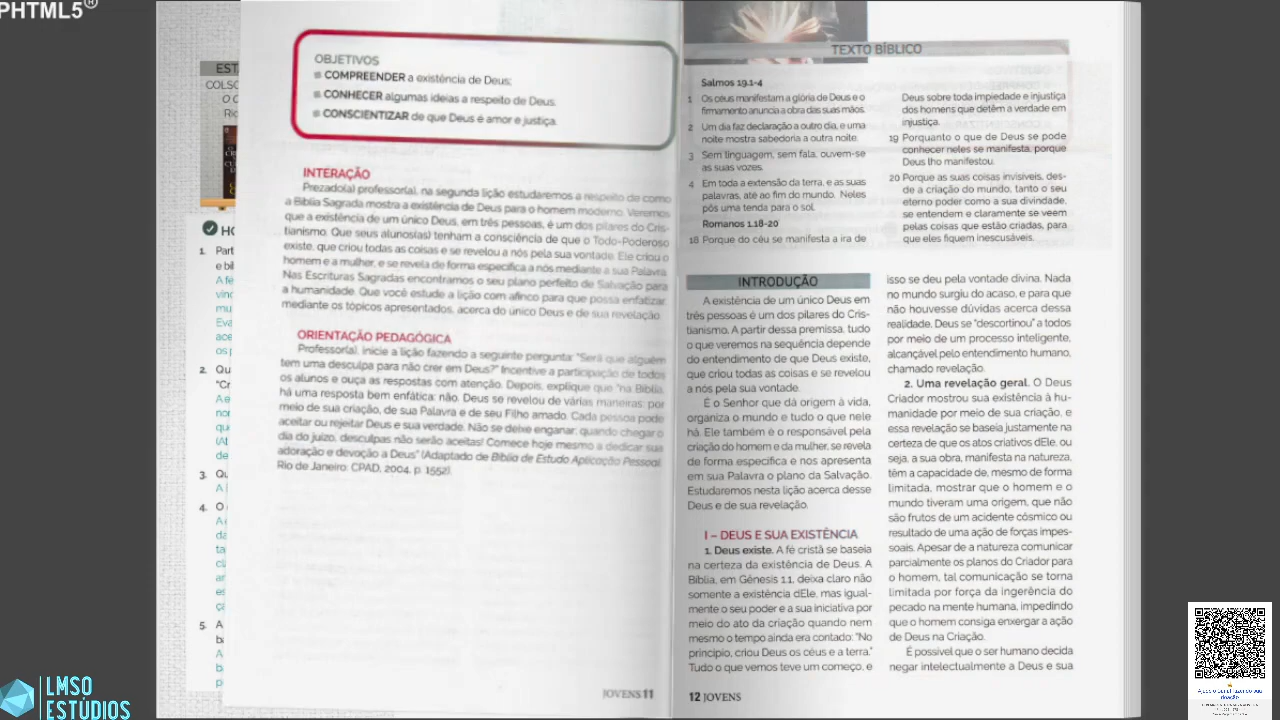 PHTML5®
EST
COLSO
O C
Ric
HO
1. Part
e bíl
A fé
vinc
mu
Eva
ace
os p
2. Qu
"Cr
A e
nor
que
(At
de
3. Qu
A l
4. O
A
da
ta
cl
ar
es
çã
5. A
ba
A
b
p
OBJETIVOS
COMPREENDER a existência de Deus;
CONHECER algumas ideias a respeito de Deus;
CONSCIENTIZAR de que Deus é amor e justiça.
INTERAÇÃO
Prezado(a) professor(a), na segunda lição estudaremos a respeito de como
a Bíblia Sagrada mostra a existência de Deus para o homem moderno. Veremos
que a existência de um único Deus, em três pessoas, é um dos pilares do Cris-
tianismo. Que seus alunos(as) tenham a consciência de que o Todo-Poderoso
existe, que criou todas as coisas e se revelou a nós pela sua vontade. Ele criou o
homem e a mulher, e se revela de forma específica a nós mediante a sua Palavra.
Nas Escrituras Sagradas encontramos o seu plano perfeito de Salvação para
a humanidade. Que você estude a lição com afinco para que possa enfatizar,
mediante os tópicos apresentados, acerca do único Deus e de sua revelação.
ORIENTAÇÃO PEDAGÓGICA
Professor(a), inicie a lição fazendo a seguinte pergunta: "Será que alguém
tem uma desculpa para não crer em Deus?" Incentive a participação de todos
os alunos e ouça as respostas com atenção. Depois, explique que "na Bíblia,
há uma resposta bem enfática: não. Deus se revelou de várias maneiras: por
meio de sua criação, de sua Palavra e de seu Filho amado. Cada pessoa pode
aceitar ou rejeitar Deus e sua verdade. Não se deixe enganar; quando chegar o
dia do juízo, desculpas não serão aceitas! Comece hoje mesmo a dedicar sua
adoração e devoção a Deus" (Adaptado de Bíblia de Estudo Aplicação Pessoal.
Rio de Janeiro: CPAD, 2004, p. 1552).
JOVENS 11
TEXTO BÍBLICO
Salmos 19.1-4
1 Os céus manifestam a glória de Deus e o
firmamento anuncia a obra das suas mãos.
2 Um dia faz declaração a outro dia, e uma
noite mostra sabedoria a outra noite.
3 Sem linguagem, sem fala, ouvem-se
as suas vozes.
4 Em toda a extensão da terra, e as suas
palavras, até ao fim do mundo. Neles
pôs uma tenda para o sol.
Romanos 1.18-20
18 Porque do céu se manifesta a ira de
Deus sobre toda impiedade e injustiça
dos homens que detêm a verdade em
injustiça.
19 Porquanto o que de Deus se pode
conhecer neles se manifesta, porque
Deus lho manifestou.
20 Porque as suas coisas invisíveis, des-
de a criação do mundo, tanto o seu
eterno poder como a sua divindade,
se entendem e claramente se veem
pelas coisas que estão criadas, para
que eles fiquem inescusáveis.
INTRODUÇÃO
A existência de um único Deus em
três pessoas é um dos pilares do Cris-
tianismo. A partir dessa premissa, tudo
o que veremos na sequência depende
do entendimento de que Deus existe,
que criou todas as coisas e se revelou
a nós pela sua vontade.
É o Senhor que dá origem à vida,
organiza o mundo e tudo o que nele
há. Ele também é o responsável pela
criação do homem e da mulher, se revela
de forma específica e nos apresenta
em sua Palavra o plano da Salvação.
Estudaremos nesta lição acerca desse
Deus e de sua revelação.
I – DEUS E SUA EXISTÊNCIA
1. Deus existe. A fé cristã se baseia
na certeza da existência de Deus. A
Bíblia, em Gênesis 1.1, deixa claro não
somente a existência dEle, mas igual-
mente o seu poder e a sua iniciativa por
meio do ato da criação quando nem
mesmo o tempo ainda era contado: "No
princípio, criou Deus os céus e a terra."
Tudo o que vemos teve um começo, e
isso se deu pela vontade divina. Nada
no mundo surgiu do acaso, e para que
não houvesse dúvidas acerca dessa
realidade, Deus se "descortinou" a todos
por meio de um processo inteligente,
alcançável pelo entendimento humano,
chamado revelação.
2. Uma revelação geral. O Deus
Criador mostrou sua existência à hu-
manidade por meio de sua criação, e
essa revelação se baseia justamente na
certeza de que os atos criativos dEle, ou
seja, a sua obra, manifesta na natureza,
têm a capacidade de, mesmo de forma
limitada, mostrar que o homem e o
mundo tiveram uma origem, que não
são frutos de um acidente cósmico ou
resultado de uma ação de forças impes-
soais. Apesar de a natureza comunicar
parcialmente os planos do Criador para
o homem, tal comunicação se torna
limitada por força da ingerência do
pecado na mente humana, impedindo
que o homem consiga enxergar a ação
de Deus na Criação.
É possível que o ser humano decida
negar intelectualmente a Deus e sua
12 JOVENS
LMSO
ESTÚDIOS